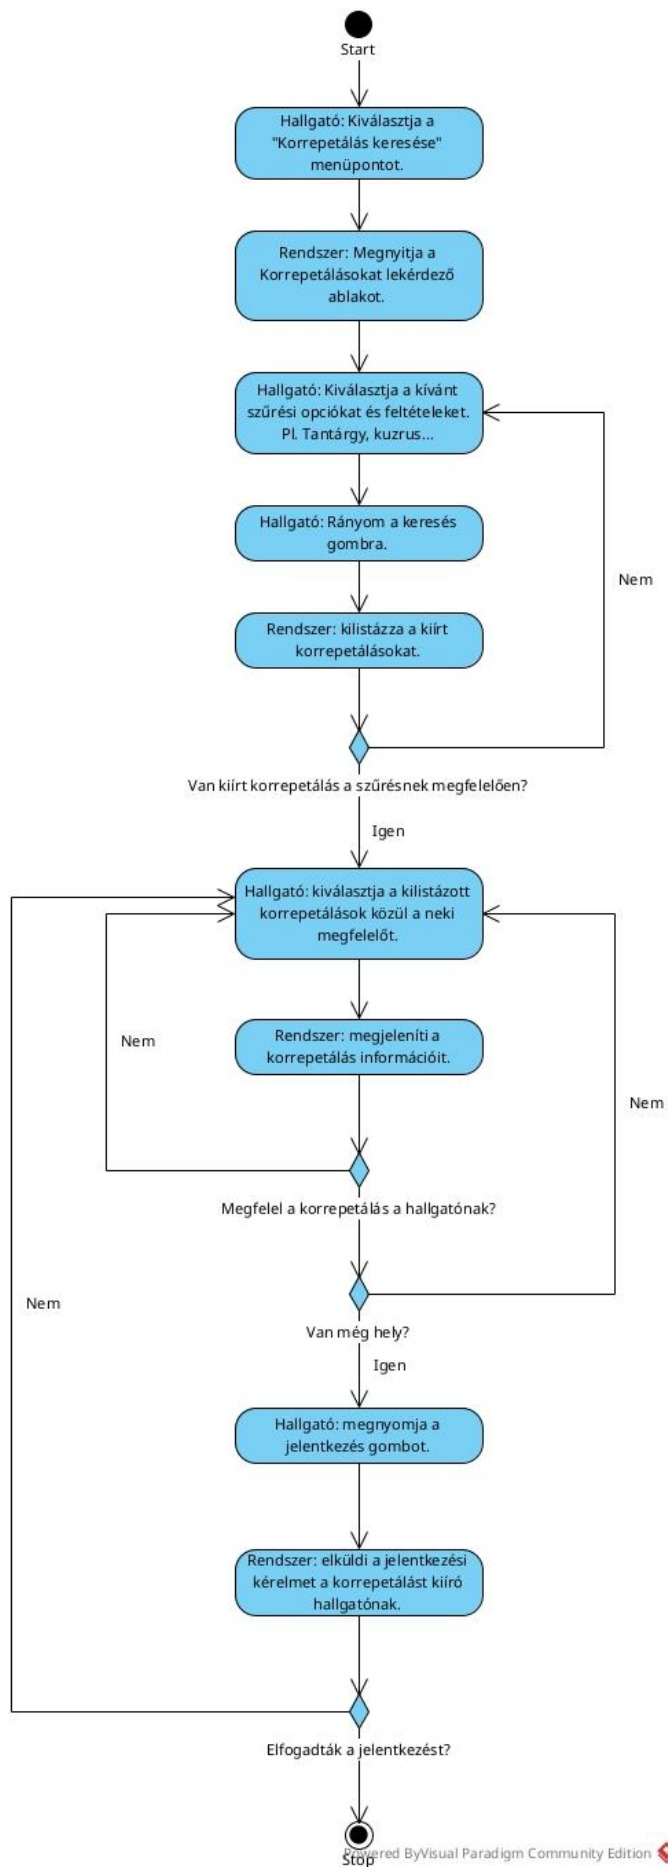 Start
Hallgató: Kiválasztja a
"Korrepetálás keresése"
menüpontot.
Rendszer: Megnyitja a
Korrepetálásokat lekérdező
ablakot.
Hallgató: Kiválasztja a kívánt
szűrési opciókat és feltételeket.
Pl. Tantárgy, kuzrus...
Hallgató: Rányom a keresés
gombra.
Nem
Rendszer: kilistázza a kiírt
korrepetálásokat.
Van kiírt korrepetálás a szűrésnek megfelelően?
Igen
Hallgató: kiválasztja a kilistázott
korrepetálások közül a neki
megfelelőt.
Rendszer: megjeleníti a
korrepetálás információit.
Nem
Nem
Megfelel a korrepetálás a hallgatónak?
Nem
Van még hely?
Igen
Hallgató: megnyomja a
jelentkezés gombot.
Rendszer: elküldi a jelentkezési
kérelmet a korrepetálást kiíró
hallgatónak.
Elfogadták a jelentkezést?
Powered ByVisual Paradigm Community Edition
Stop